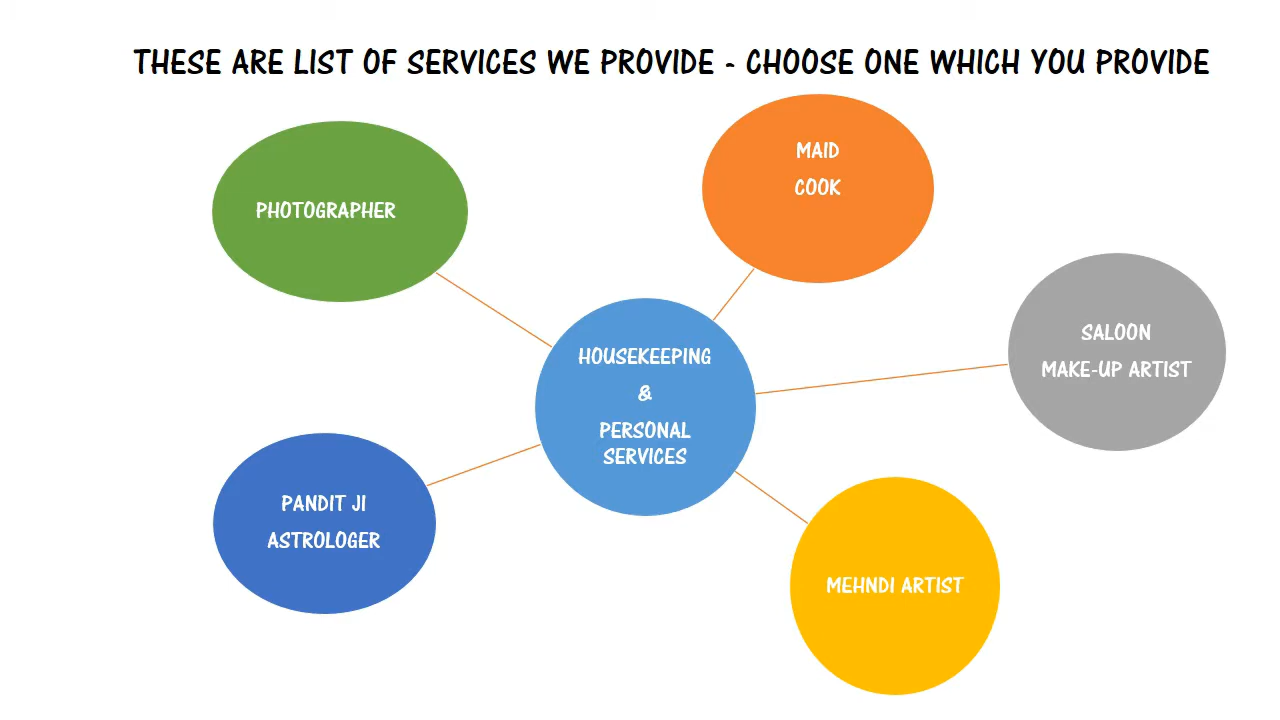 THESE ARE LIST OF SERVICES WE PROVIDE - CHOOSE ONE WHICH YOU PROVIDE
PHOTOGRAPHER
MAID
COOK
SALOON
MAKE-UP ARTIST
HOUSEKEEPING
&
PERSONAL
SERVICES
PANDIT JI
ASTROLOGER
MEHNDI ARTIST